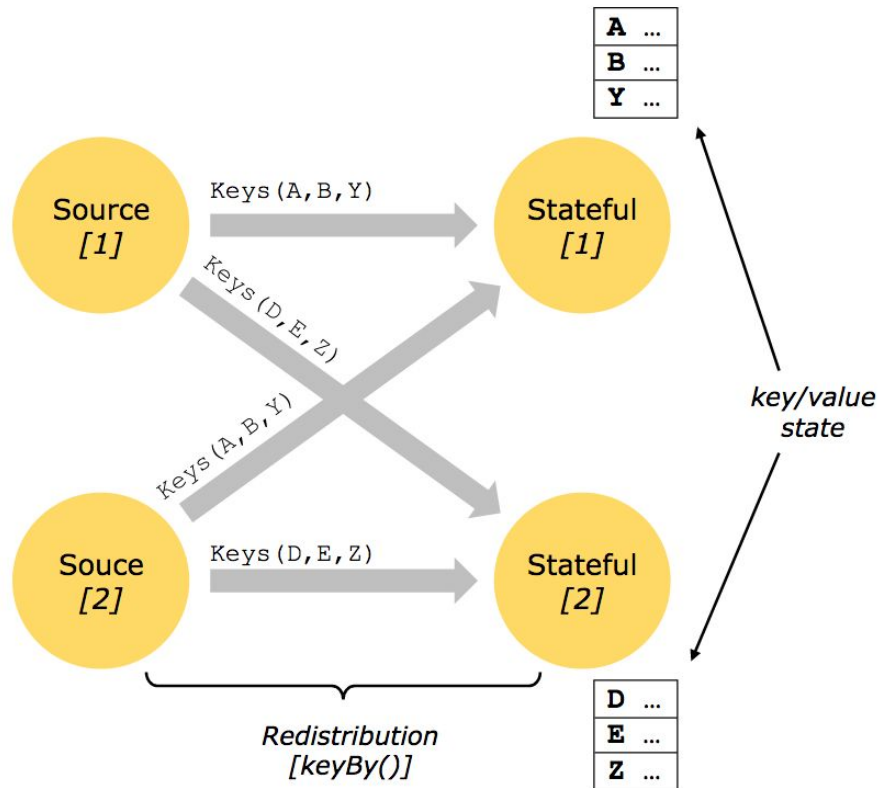 A ...
B ...
Y ...
Keys(A,B,Y)
Source
[1]
Stateful
[1]
Keys(D,E,Z)
key/value
state
Keys(A,B,Y)
Keys(D,E,Z)
Souce
[2]
Stateful
[2]
D ...
E ...
Z ...
Redistribution
[keyBy()]